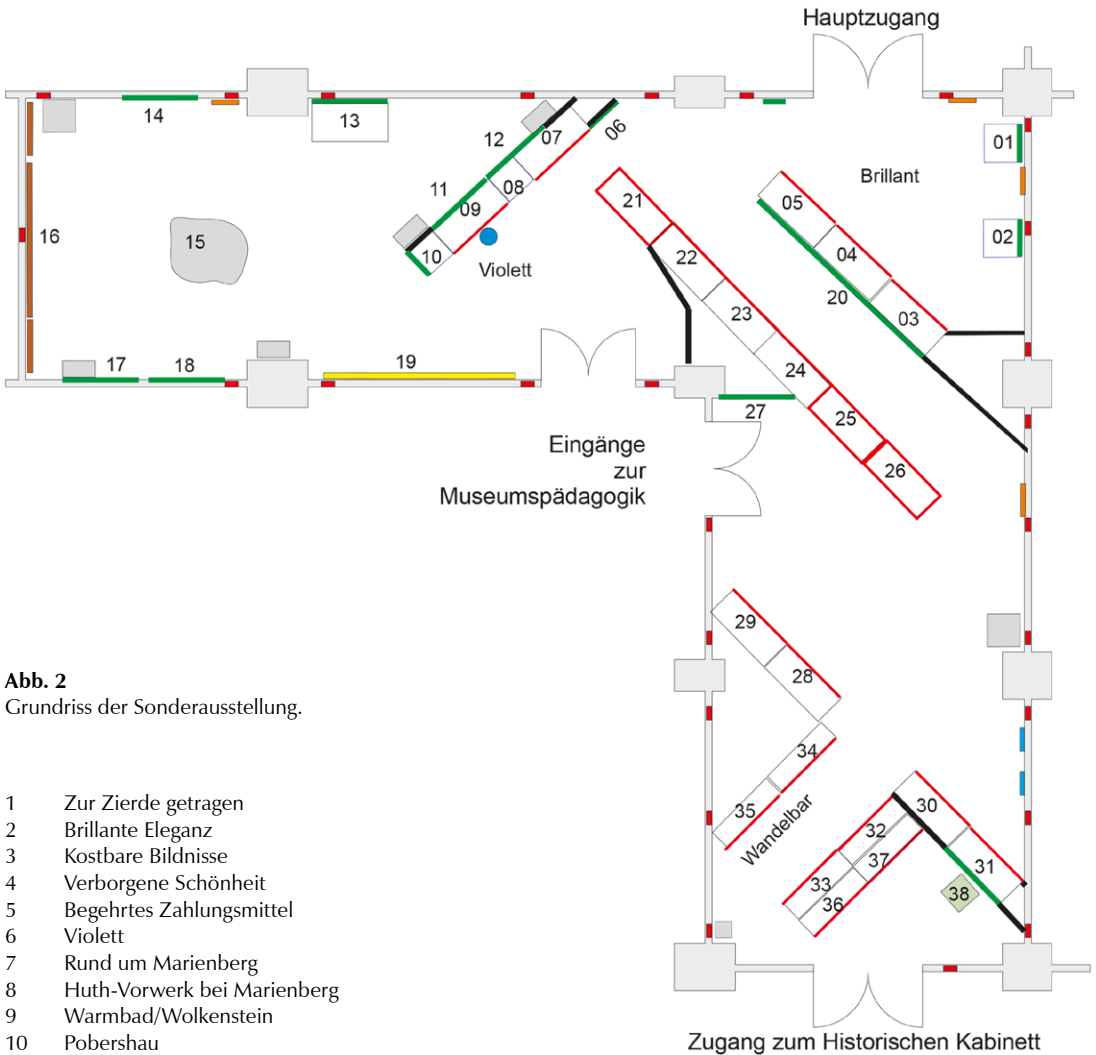 Hauptzugang
14
13
12
07
06
01
Brillant
11
08
21
05
02
09
16
15
10
Violett
22
04
20
03
23
17
18
19
24
27
25
Eingänge
zur
Museumspädagogik
26
29
28
34
35
Wandelbar
30
32
37
31
33
36
38
Zugang zum Historischen Kabinett
Abb. 2
Grundriss der Sonderausstellung.
1 Zur Zierde getragen
2 Brillante Eleganz
3 Kostbare Bildnisse
4 Verborgene Schönheit
5 Begehrtes Zahlungsmittel
6 Violett
7 Rund um Marienberg
8 Huth-Vorwerk bei Marienberg
9 Warmbad/Wolkenstein
10 Pobershau